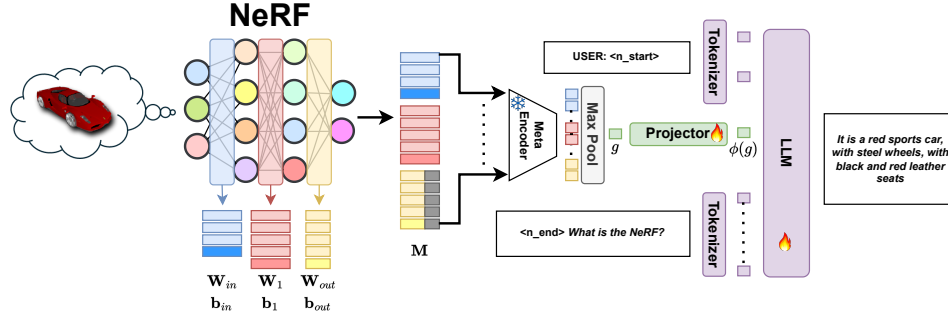 NeRF
W_in
b_in
W_1
b_1
W_out
b_out
M
Meta
Encoder
Max Pool
g
Projector
ϕ(g)
USER: <n_start>
<n_end> What is the NeRF?
Tokenizer
Tokenizer
LLM
It is a red sports car,
with steel wheels, with
black and red leather
seats